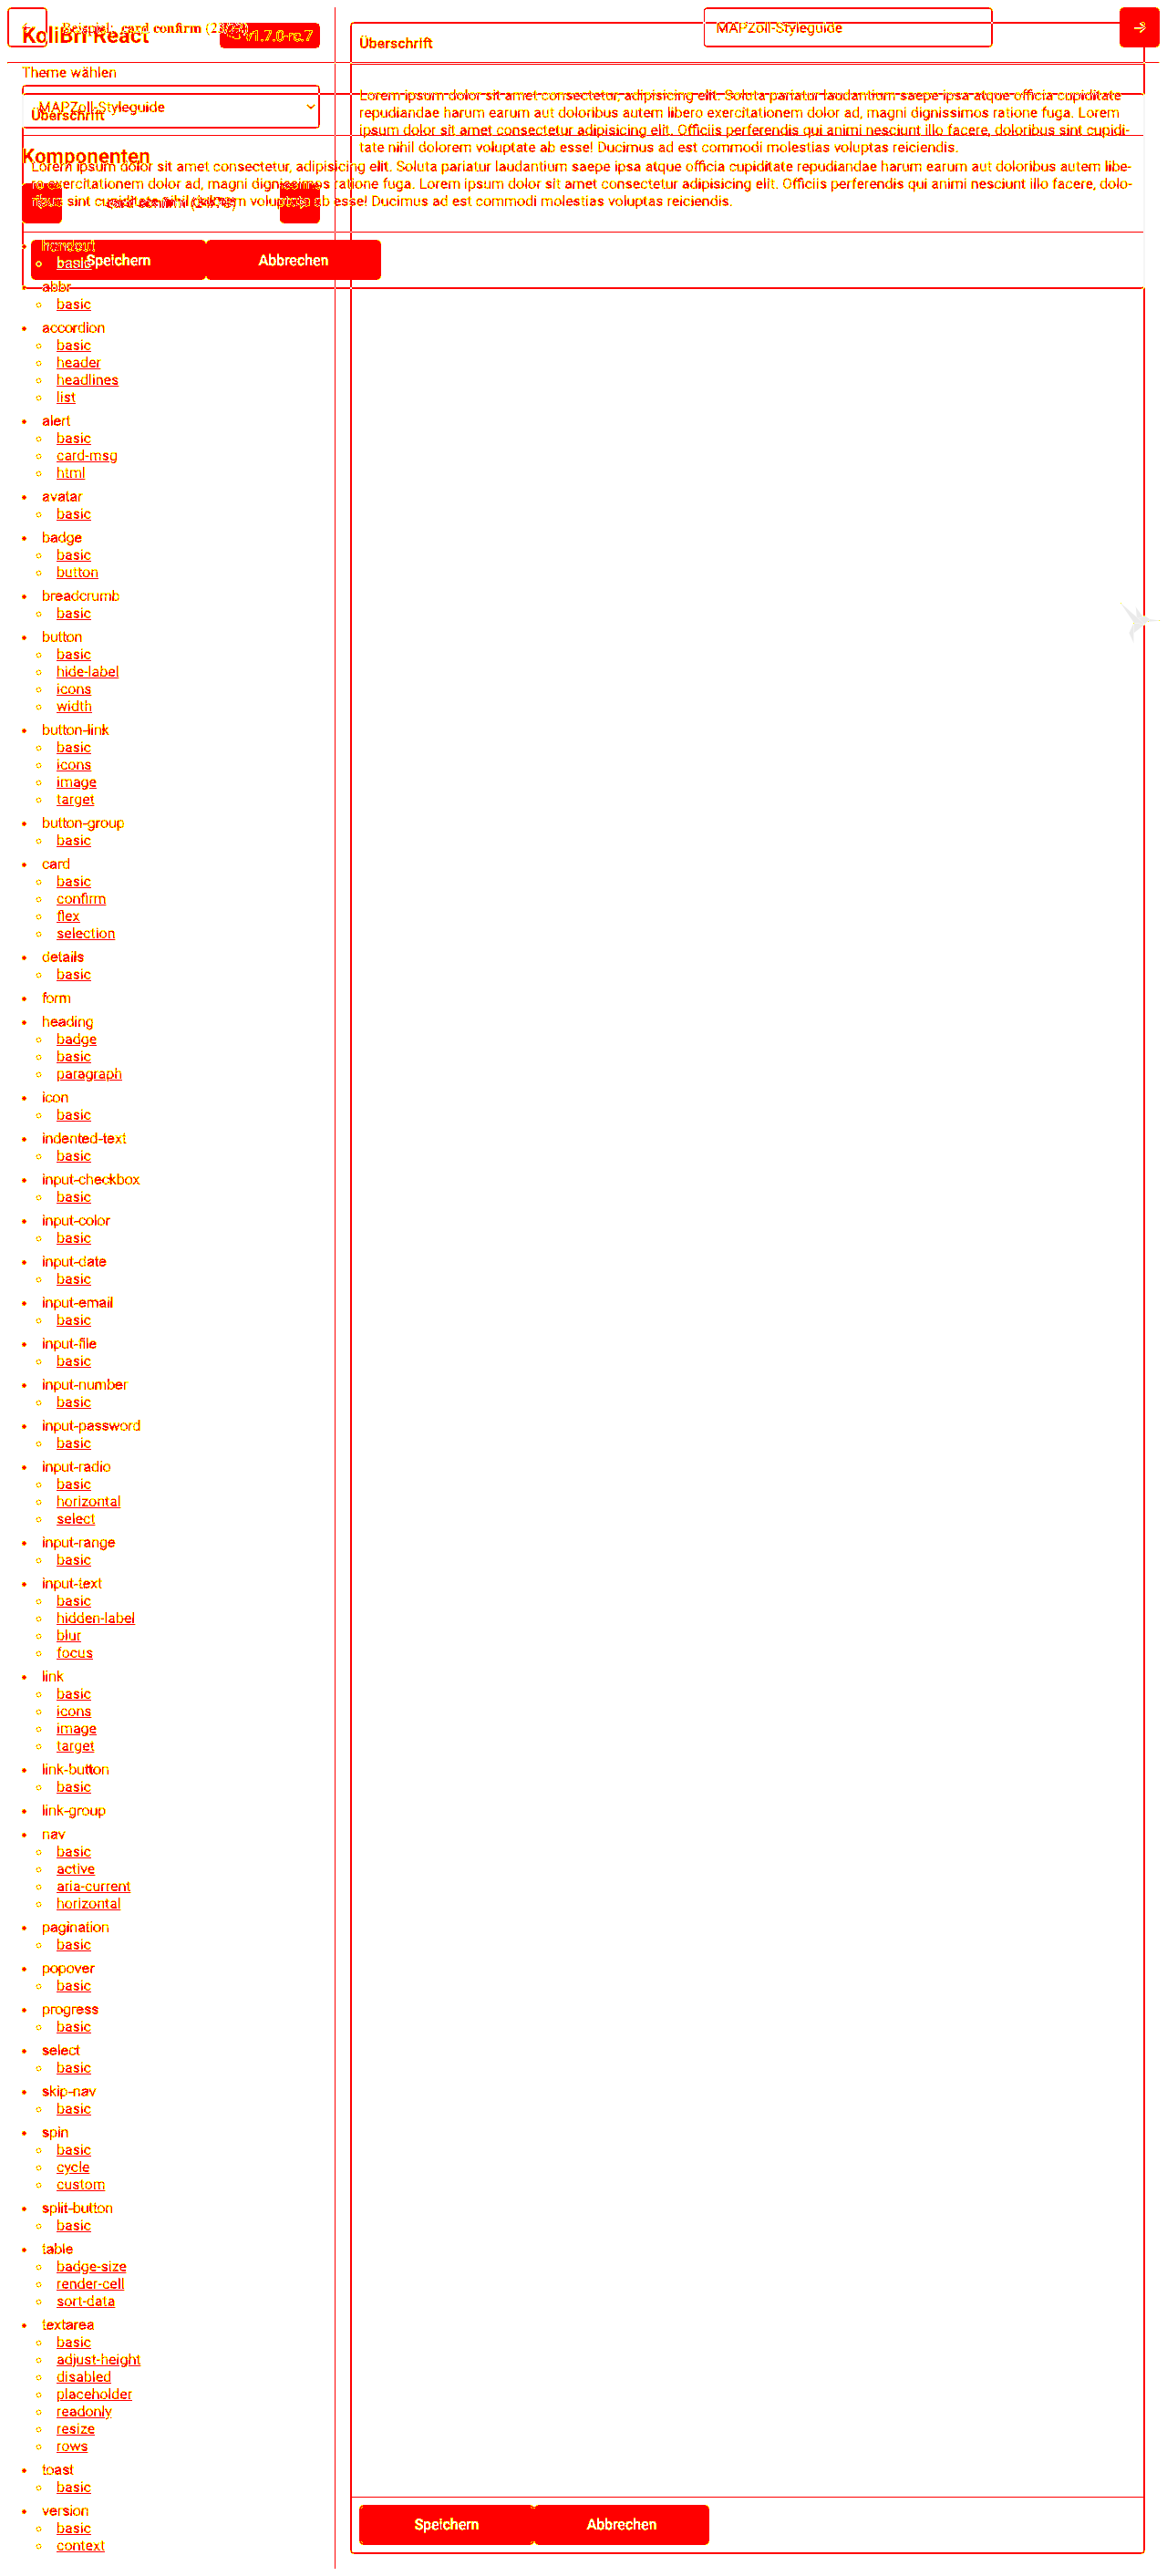 KoliBri React
v1.7.0-rc.7
Beispiel: card confirm
MAPZoll-Styleguide
Theme wählen
MAPZoll-Styleguide
Überschrift
Überschrift
Lorem ipsum dolor sit amet consectetur, adipisicing elit. Soluta pariatur laudantium saepe ipsa atque officia cupiditate
repudiandae harum earum aut doloribus autem libero exercitationem dolor ad, magni dignissimos ratione fuga. Lorem
ipsum dolor sit amet consectetur adipisicing elit. Officiis perferendis qui animi nesciunt illo facere, doloribus sint cupidi-
tate nihil dolorem voluptate ab esse! Ducimus ad est commodi molestias voluptas reiciendis.
Komponenten
Lorem ipsum dolor sit amet consectetur, adipisicing elit. Soluta pariatur laudantium saepe ipsa atque officia cupiditate repudiandae harum earum aut doloribus autem libe-
ro exercitationem dolor ad, magni dignissimos ratione fuga. Lorem ipsum dolor sit amet consectetur adipisicing elit. Officiis perferendis qui animi nesciunt illo facere, dolo-
ribus sint cupiditate nihil dolorem voluptate ab esse! Ducimus ad est commodi molestias voluptas reiciendis.
handout
basic
Speichern
Abbrechen
abbr
basic
accordion
basic
header
headlines
list
alert
basic
card-msg
html
avatar
basic
badge
basic
button
breadcrumb
basic
button
basic
hide-label
icons
width
button-link
basic
icons
image
target
button-group
basic
card
basic
confirm
flex
selection
details
basic
form
heading
badge
basic
paragraph
icon
basic
indented-text
basic
input-checkbox
basic
input-color
basic
input-date
basic
input-email
basic
input-file
basic
input-number
basic
input-password
basic
input-radio
basic
horizontal
select
input-range
basic
input-text
basic
hidden-label
blur
focus
link
basic
icons
image
target
link-button
basic
link-group
nav
basic
active
aria-current
horizontal
pagination
basic
popover
basic
progress
basic
select
basic
skip-nav
basic
spin
basic
cycle
custom
split-button
basic
table
badge-size
render-cell
sort-data
textarea
basic
adjust-height
disabled
placeholder
readonly
resize
rows
toast
basic
version
basic
context
Speichern
Abbrechen